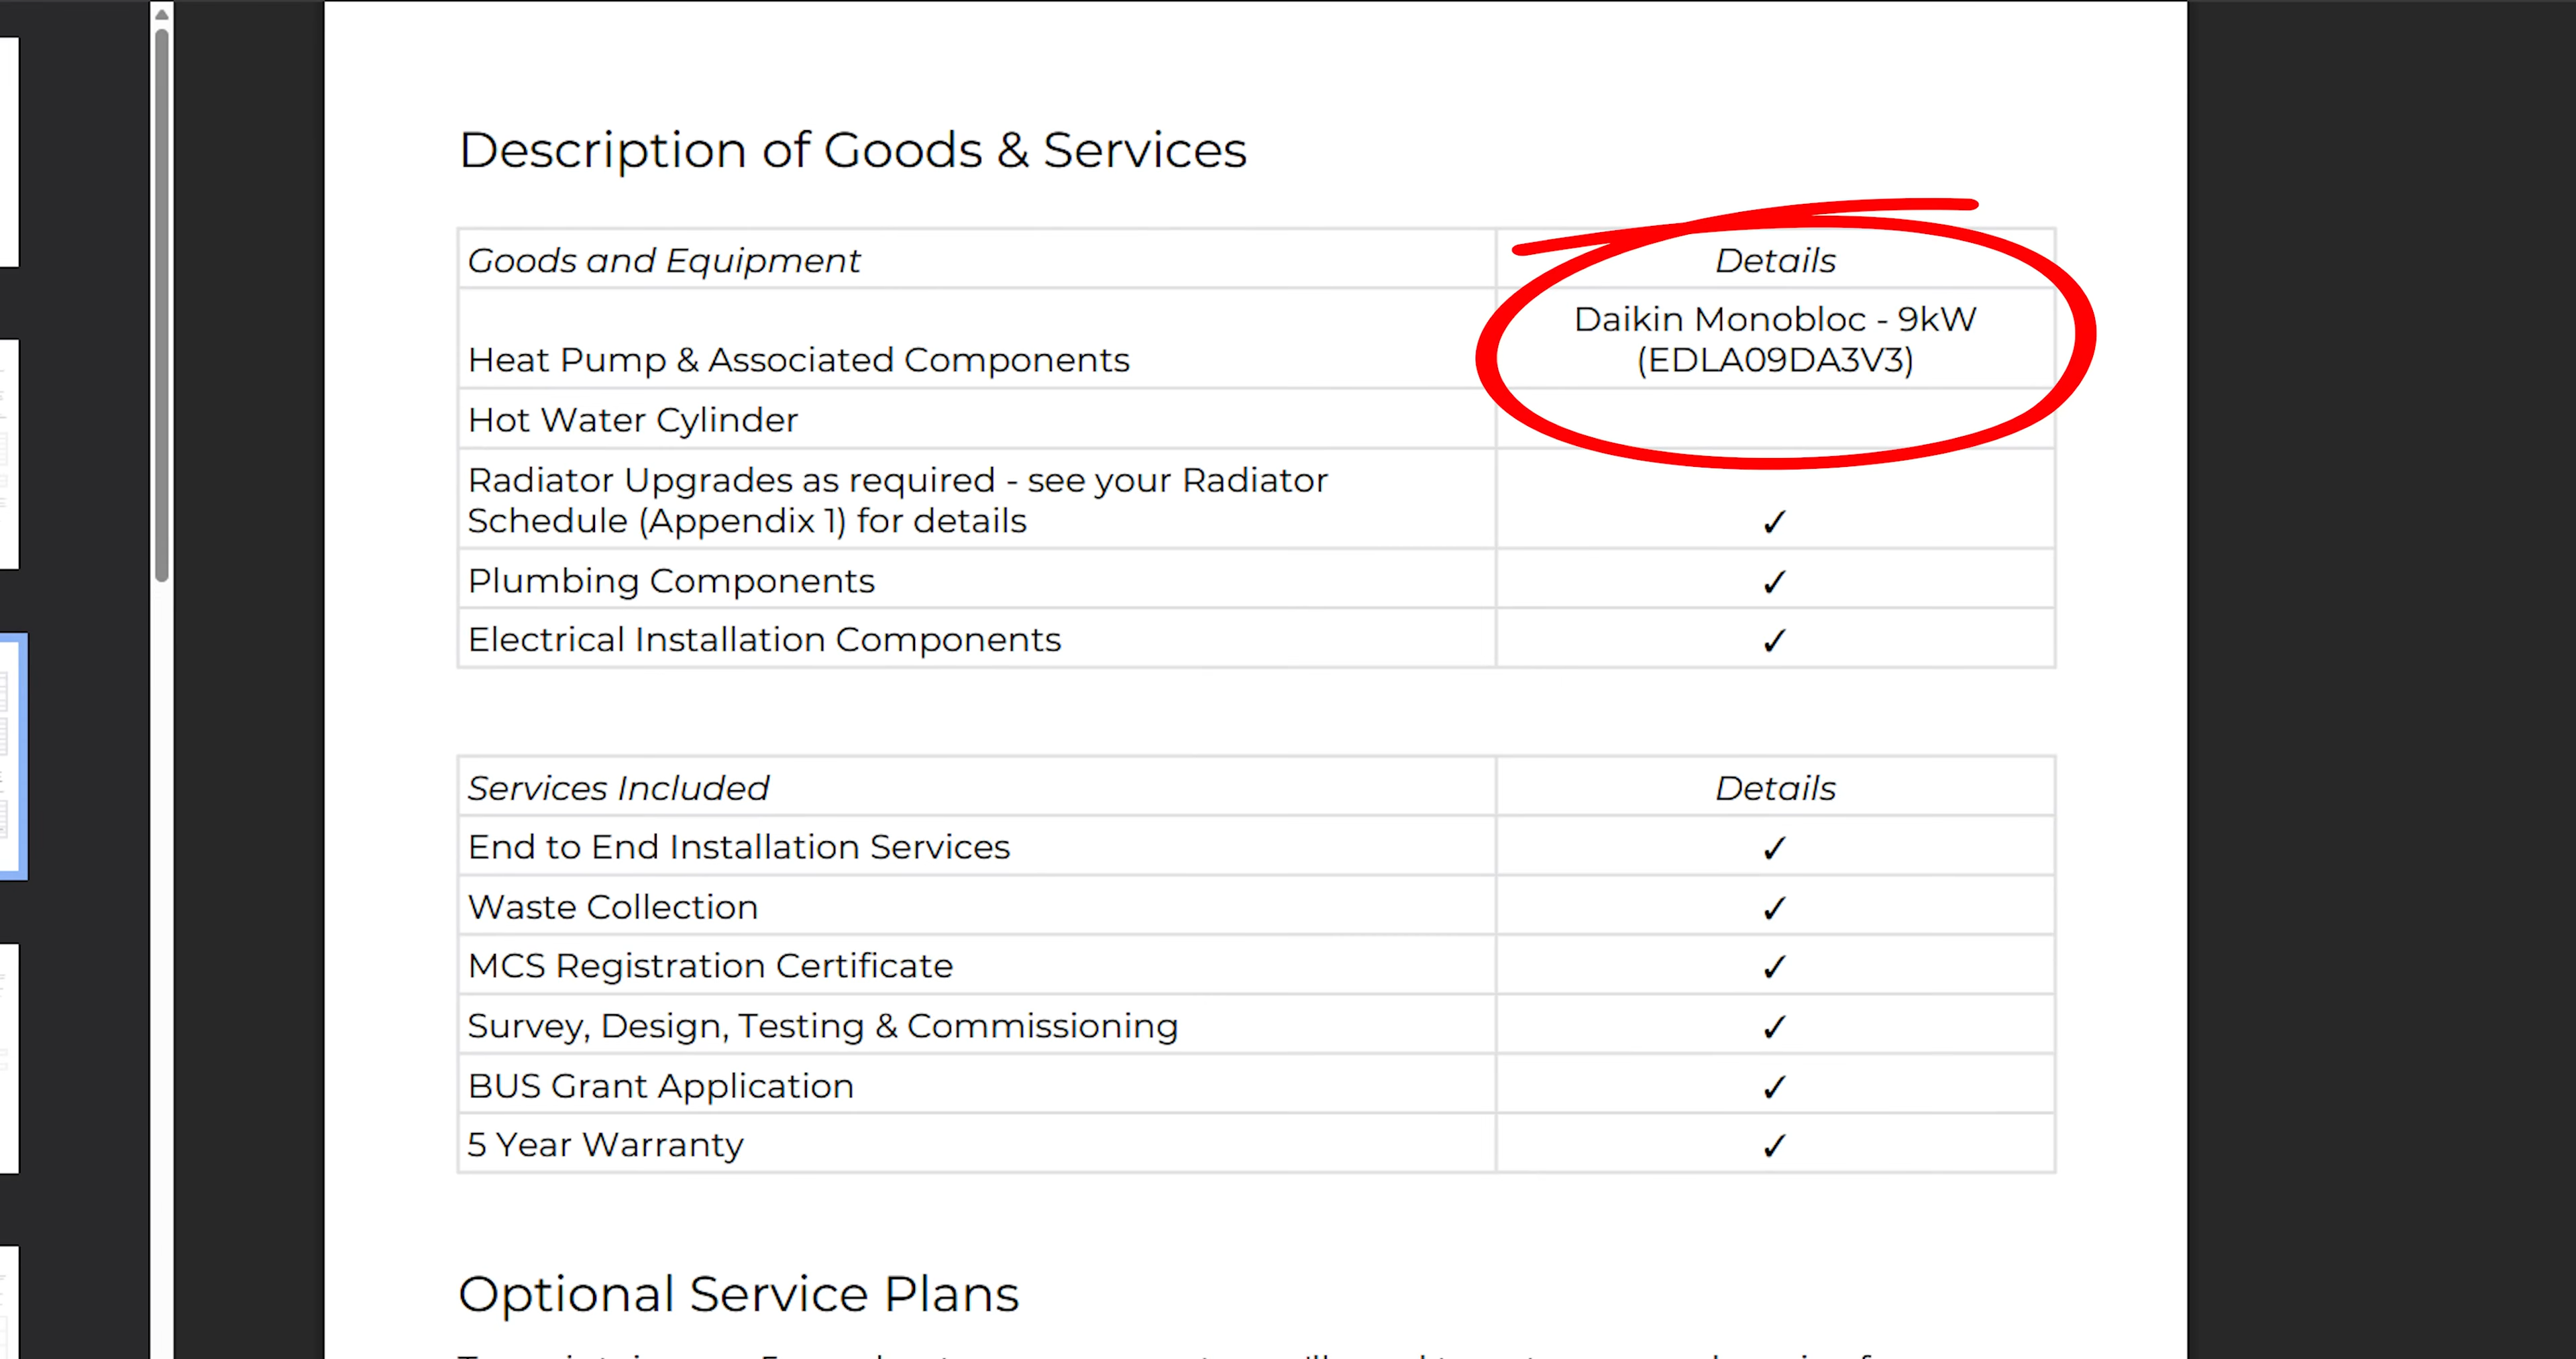 Description of Goods & Services
Goods and Equipment
Details
Heat Pump & Associated Components
Daikin Monobloc - 9kW
(EDLA09DA3V3)
Hot Water Cylinder
Radiator Upgrades as required - see your Radiator
Schedule (Appendix 1) for details
✓
Plumbing Components
✓
Electrical Installation Components
✓
Services Included
Details
End to End Installation Services
✓
Waste Collection
✓
MCS Registration Certificate
✓
Survey, Design, Testing & Commissioning
✓
BUS Grant Application
✓
5 Year Warranty
✓
Optional Service Plans